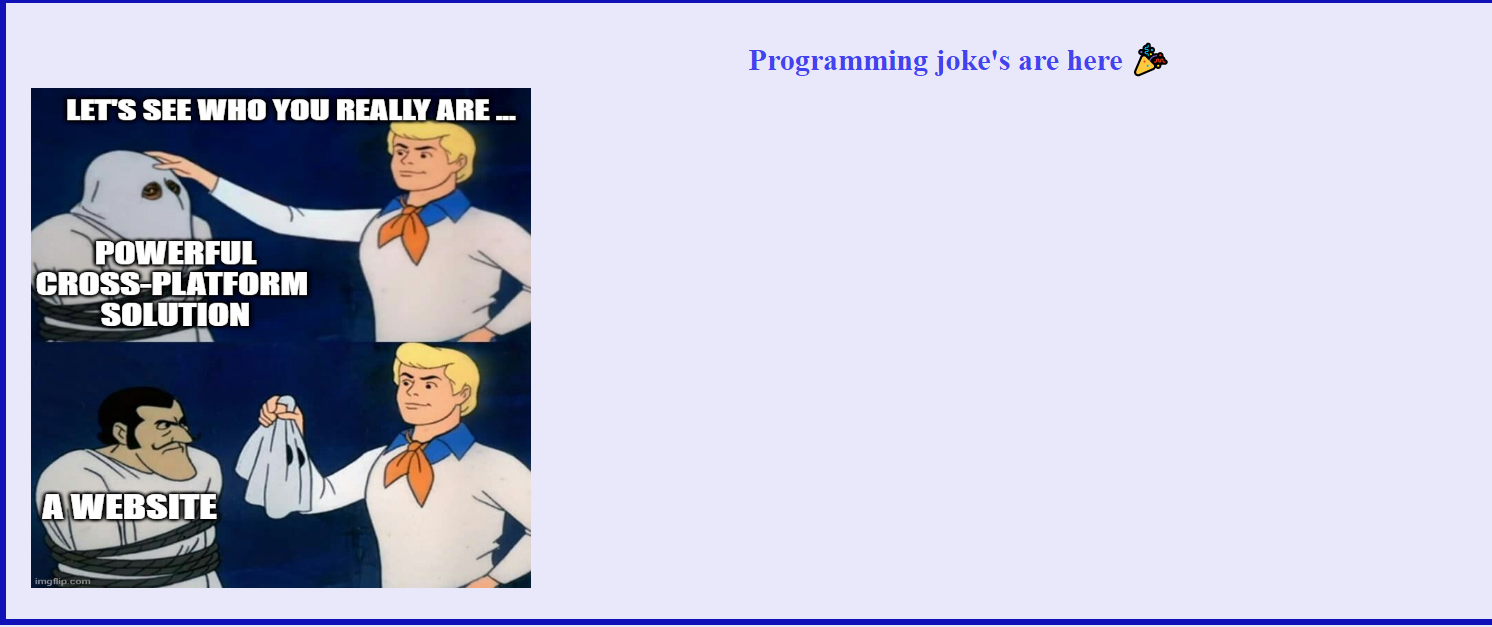 Programming joke's are here 🎉
LET'S SEE WHO YOU REALLY ARE ...
POWERFUL
CROSS-PLATFORM
SOLUTION
A WEBSITE
imgflip.com